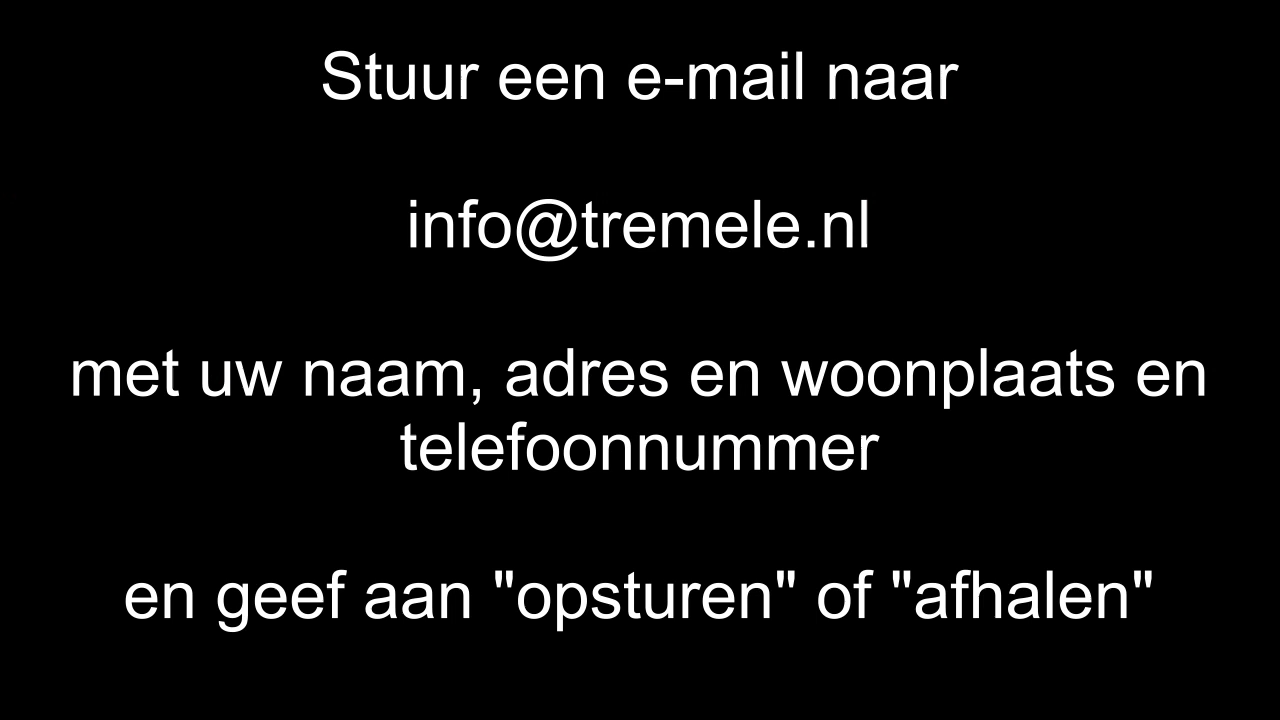 Stuur een e-mail naar
info@tremele.nl
met uw naam, adres en woonplaats en
telefoonnummer
en geef aan "opsturen" of "afhalen"